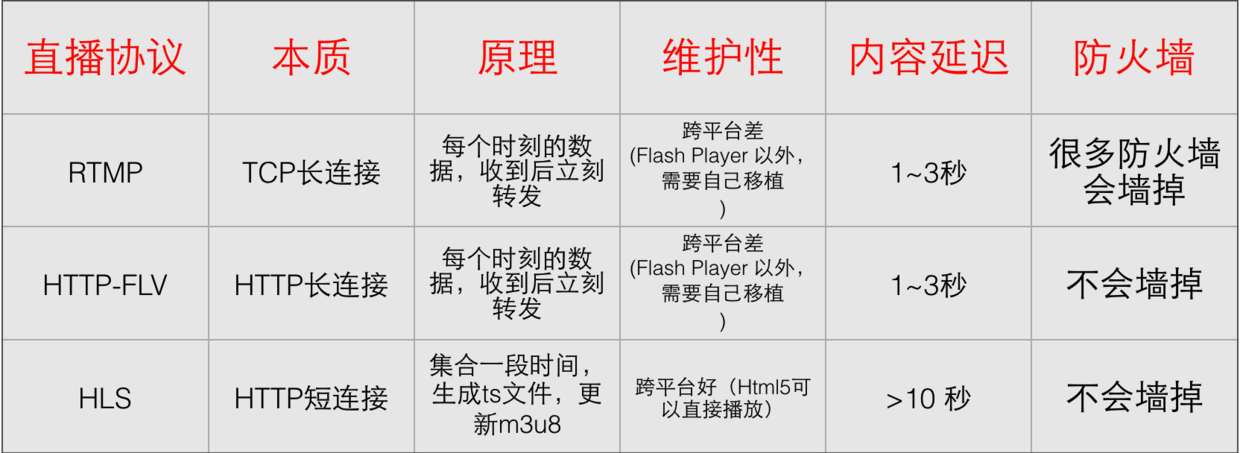 直播协议
本质
原理
维护性
内容延迟
防火墙
RTMP
TCP长连接
每个时刻的数
据，收到后立刻
转发
跨平台差
(Flash Player 以外，
需要自己移植
)
1~3秒
很多防火墙
会墙掉
HTTP-FLV
HTTP长连接
每个时刻的数
据，收到后立刻
转发
跨平台差
(Flash Player 以外，
需要自己移植
)
1~3秒
不会墙掉
HLS
HTTP短连接
集合一段时间，
生成ts文件，更
新m3u8
跨平台好（Html5可
以直接播放）
>10 秒
不会墙掉